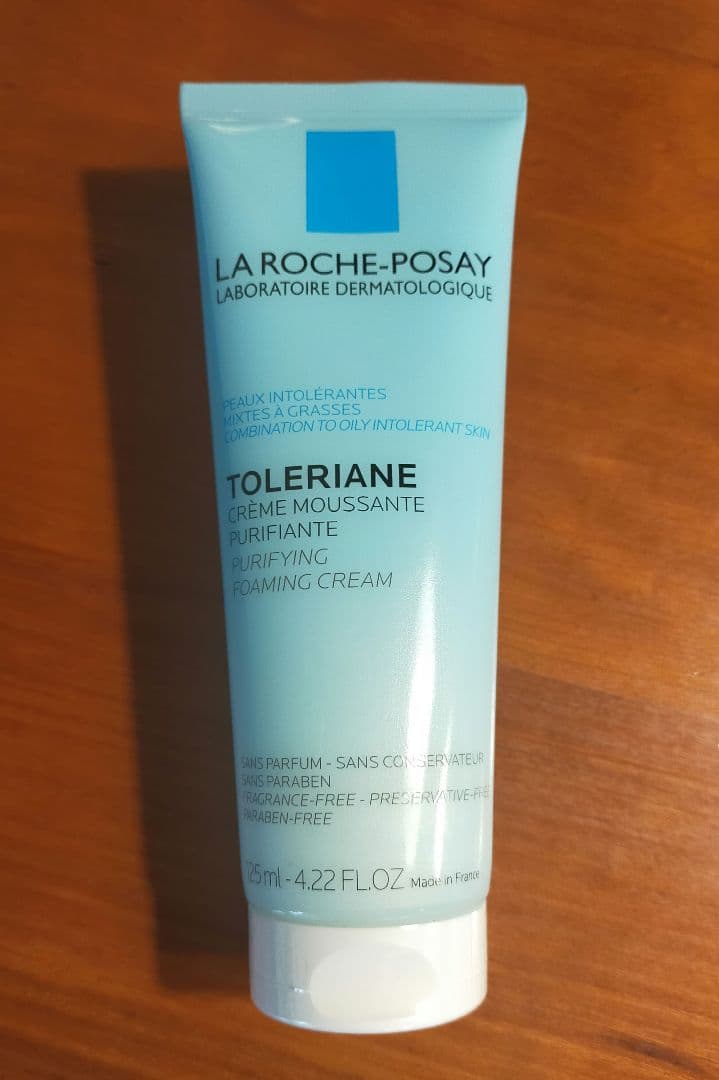 LA ROCHE-POSAY
LABORATOIRE DERMATOLOGIQUE
PEAUX INTOLÉRANTES
MIXTES À GRASSES
COMBINATION TO OILY INTOLERANT SKIN
TOLERIANE
CRÈME MOUSSANTE
PURIFIANTE
PURIFYING
FOAMING CREAM
SANS PARFUM - SANS CONSERVATEUR
SANS PARABEN
FRAGRANCE-FREE - PRESERVATIVE-FREE
PARABEN-FREE
125 ml - 4.22 FL.OZ Made in France